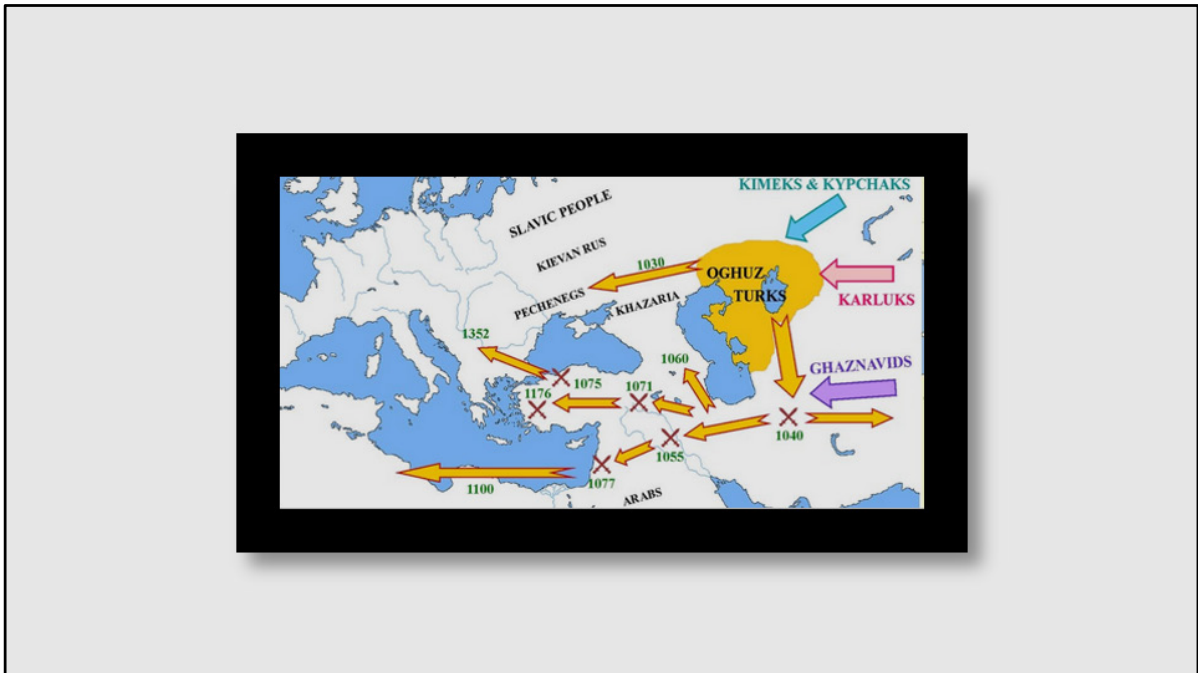 KIMEKS & KYPCHAKS
SLAVIC PEOPLE
KIEVAN RUS
1030
OGHUZ
TURKS
KARLUKS
PECHENEGS
KHAZARIA
1352
1060
GHAZNAVIDS
1075
1071
1176
1040
1055
1077
1100
ARABS